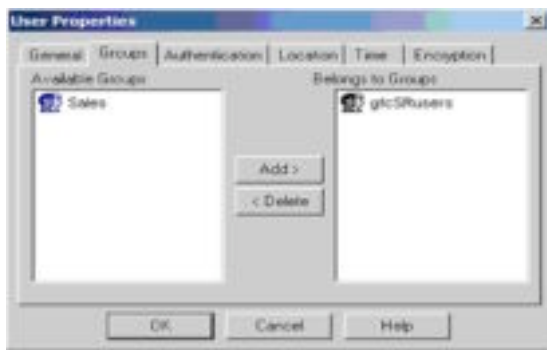 User Properties
General Groups Authentication Location Time Encryption
Available Groups Belongs to Groups
Sales gtcSRusers
Add >
< Delete
OK Cancel Help